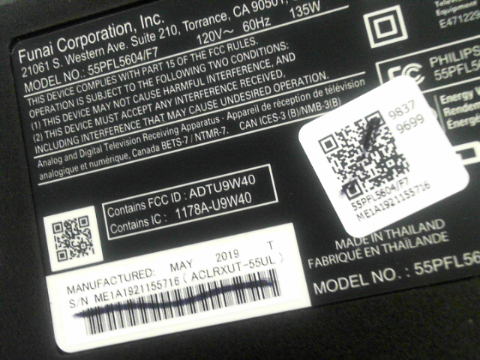 Funai Corporation, Inc.
21061 S. Western Ave. Suite 210, Torrance, CA 90501,
MODEL NO.: 55PFL5604/F7 120V~ 60Hz 135W
THIS DEVICE COMPLIES WITH PART 15 OF THE FCC RULES.
OPERATION IS SUBJECT TO THE FOLLOWING TWO CONDITIONS:
(1) THIS DEVICE MAY NOT CAUSE HARMFUL INTERFERENCE, AND
(2) THIS DEVICE MUST ACCEPT ANY INTERFERENCE RECEIVED,
INCLUDING INTERFERENCE THAT MAY CAUSE UNDESIRED OPERATION.
Analog and Digital Television Receiving Apparatus - Appareil de réception de télévision
analogique et numérique, Canada BETS-7 / NTMR-7. CAN ICES-3 (B)/NMB-3(B)
Contains FCC ID : ADTU9W40
Contains IC : 1178A-U9W40
MANUFACTURED: MAY 2019 T
S/N ME1A1921155716 (ACLRXUT-55UL)
Equipment
E471229
FC PHILIPS
55PFL56
Energy
9837
9699
55PFL5604/F7
ME1A1921155716
MADE IN THAILAND
FABRIQUÉ EN THAÏLANDE
MODEL NO.: 55PFL56